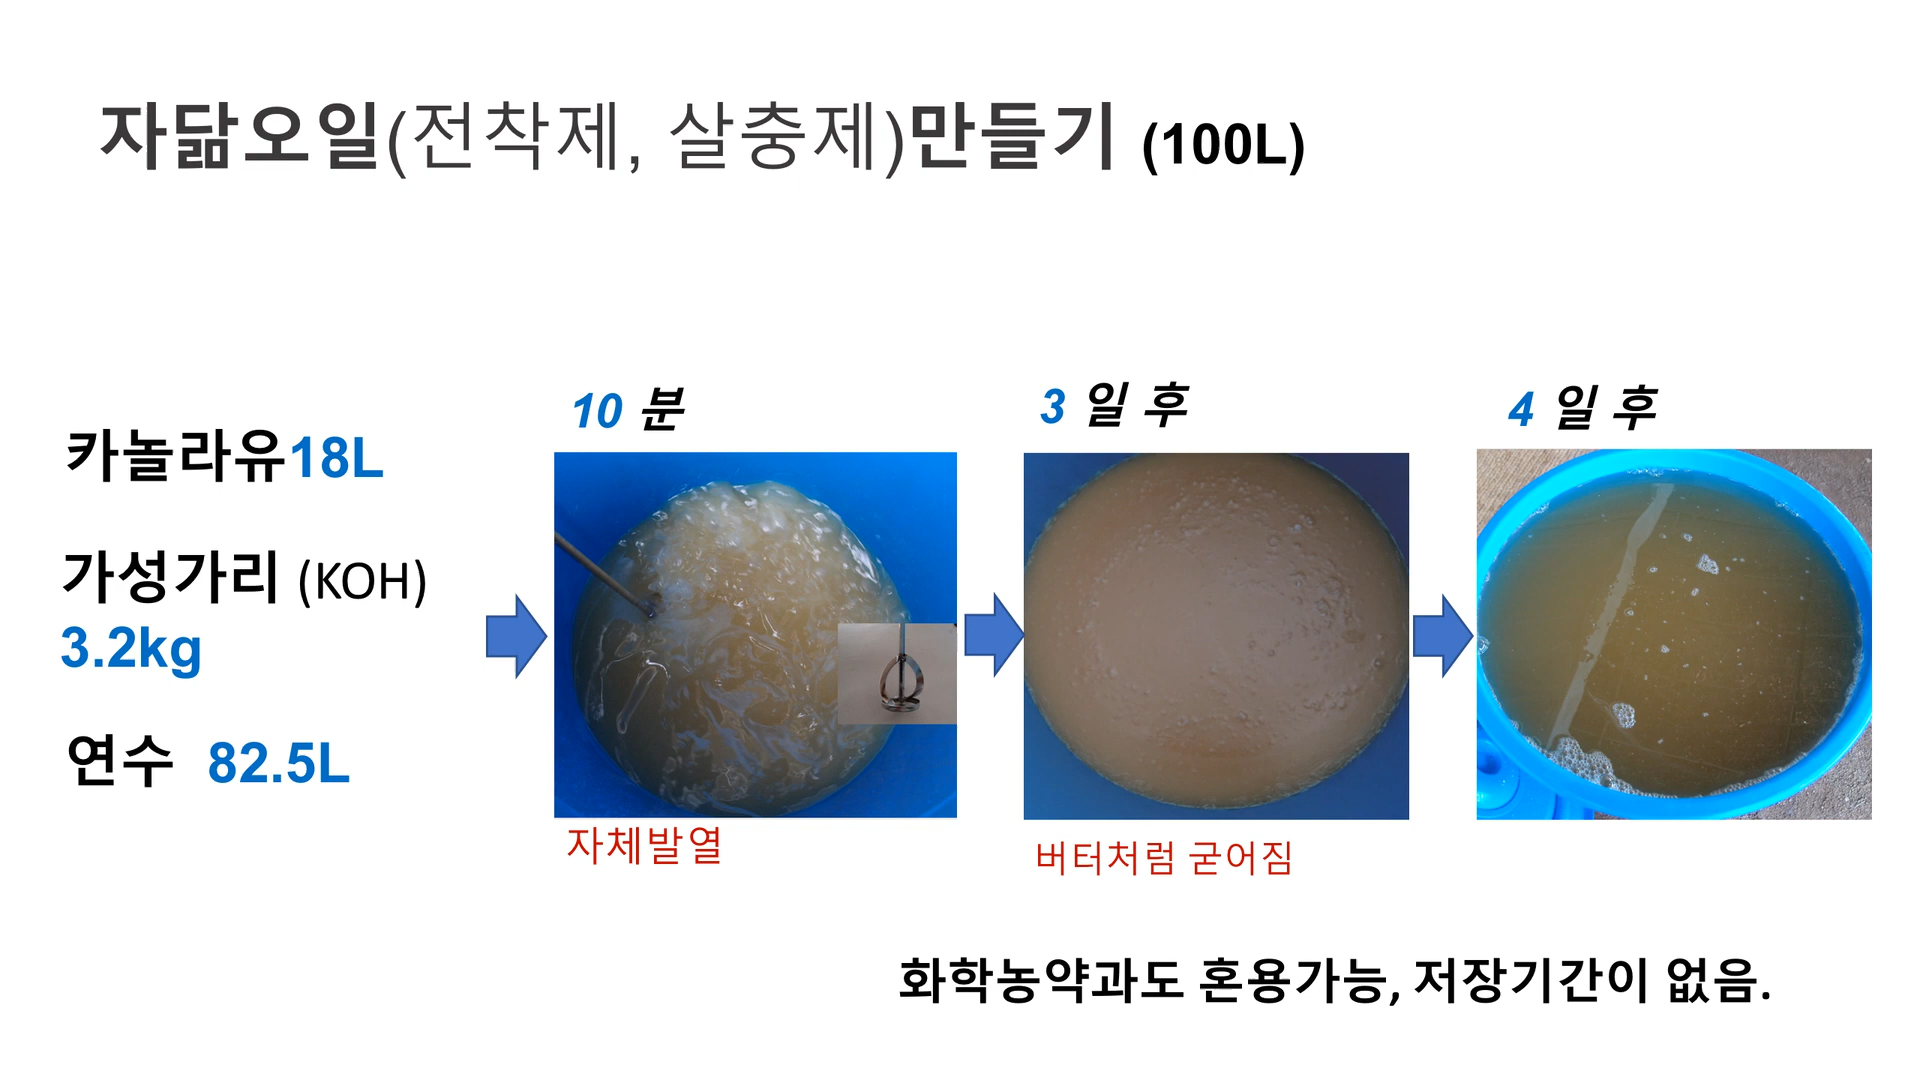 자닮오일(전착제, 살충제)만들기 (100L)
카놀라유18L
가성가리 (KOH)
3.2kg
연수 82.5L
10 분
자체발열
3 일 후
버터처럼 굳어짐
4 일 후
화학농약과도 혼용가능, 저장기간이 없음.